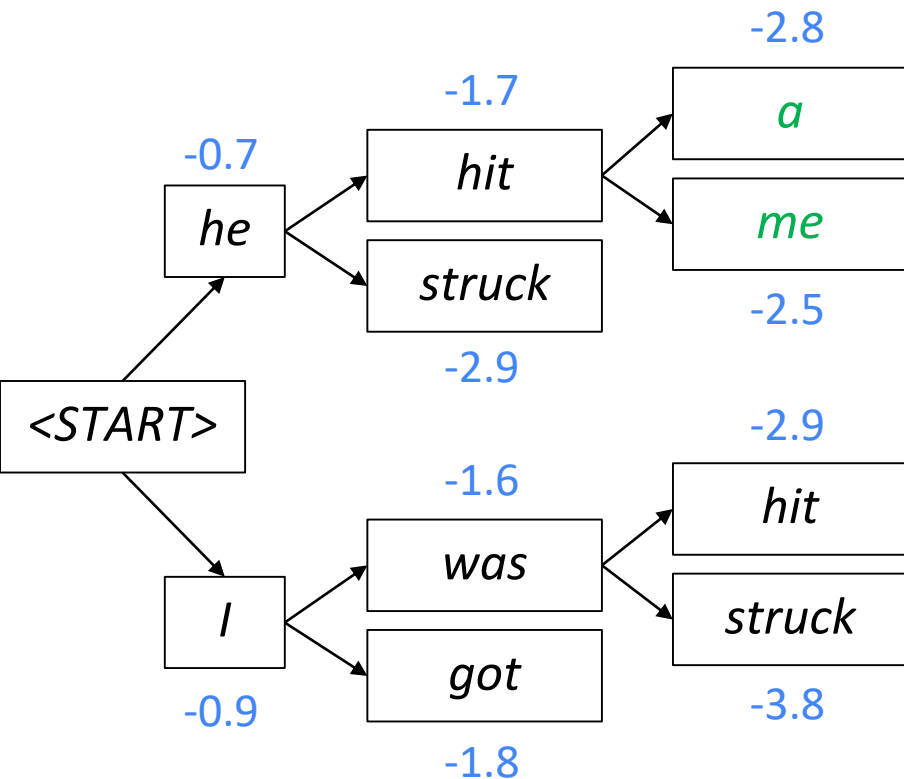 -2.8
-1.7
a
-0.7
hit
me
he
struck
-2.5
-2.9
<START>
-2.9
-1.6
hit
was
I
struck
got
-0.9
-3.8
-1.8